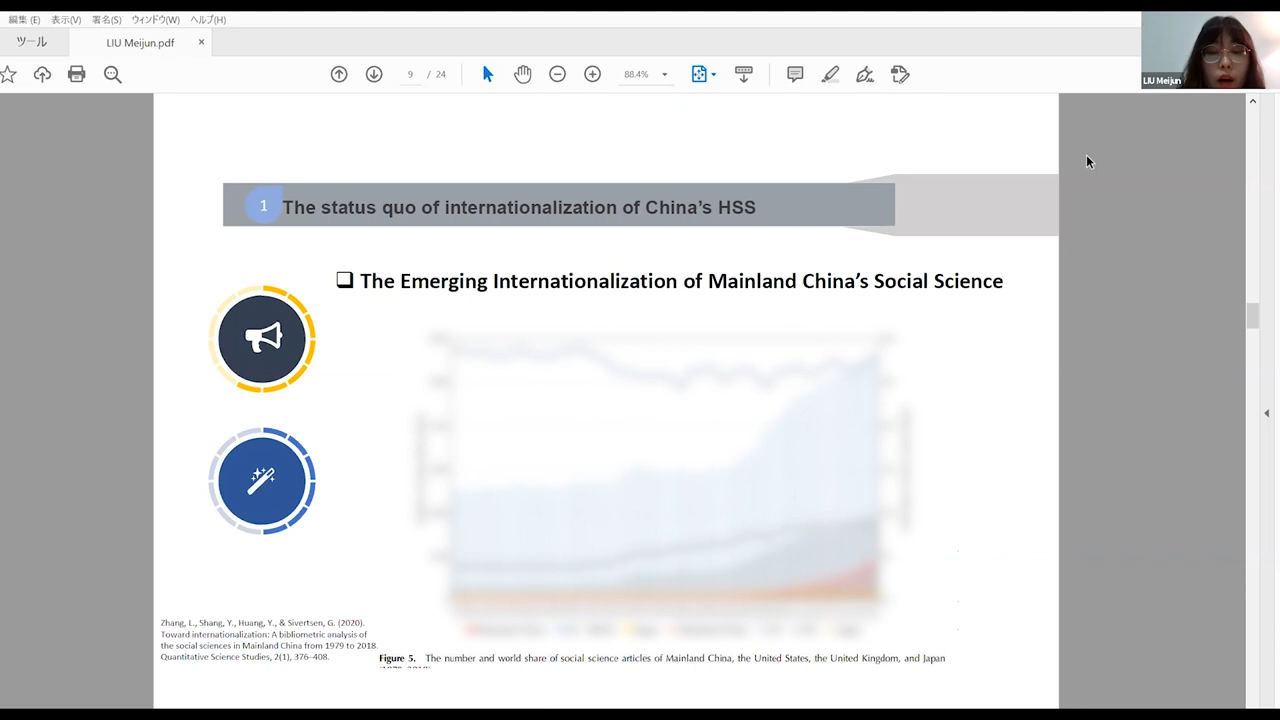 編集 (E) 表示(V) 署名(S) ウィンドウ(W) ヘルプ(H)
ツール
LIU Meijun.pdf
×
9 / 24
88.4%
LIU Meijun
1
The status quo of internationalization of China's HSS
❑ The Emerging Internationalization of Mainland China's Social Science
Zhang, L., Shang, Y., Huang, Y., & Sivertsen, G. (2020).
Toward internationalization: A bibliometric analysis of
the social sciences in Mainland China from 1979 to 2018.
Quantitative Science Studies, 2(1), 376–408.
Figure 5. The number and world share of social science articles of Mainland China, the United States, the United Kingdom, and Japan